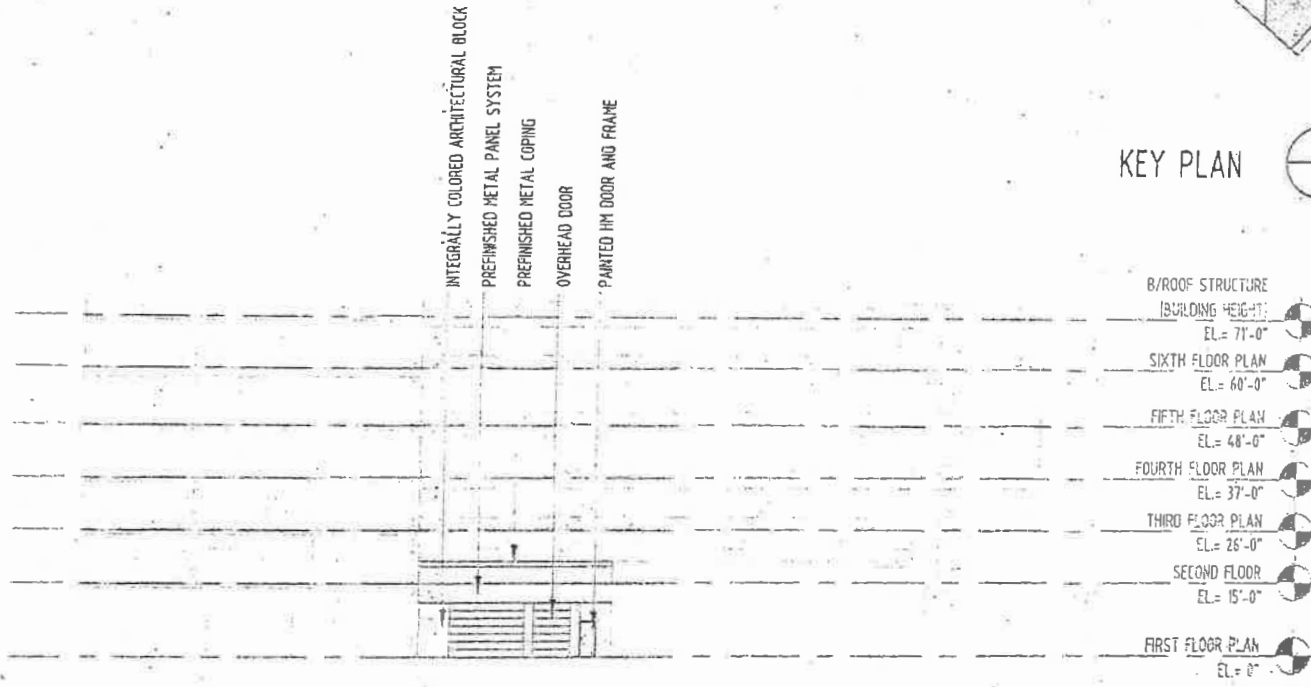 INTEGRALLY COLORED ARCHITECTURAL BLOCK
PREFINISHED METAL PANEL SYSTEM
PREFINISHED METAL COPING
OVERHEAD DOOR
PAINTED HM DOOR AND FRAME
KEY PLAN
B/ROOF STRUCTURE
(BUILDING HEIGHT)
EL.= 71'-0"
SIXTH FLOOR PLAN
EL.= 60'-0"
FIFTH FLOOR PLAN
EL.= 48'-0"
FOURTH FLOOR PLAN
EL.= 37'-0"
THIRD FLOOR PLAN
EL.= 26'-0"
SECOND FLOOR
EL.= 15'-0"
FIRST FLOOR PLAN
EL.= 0"